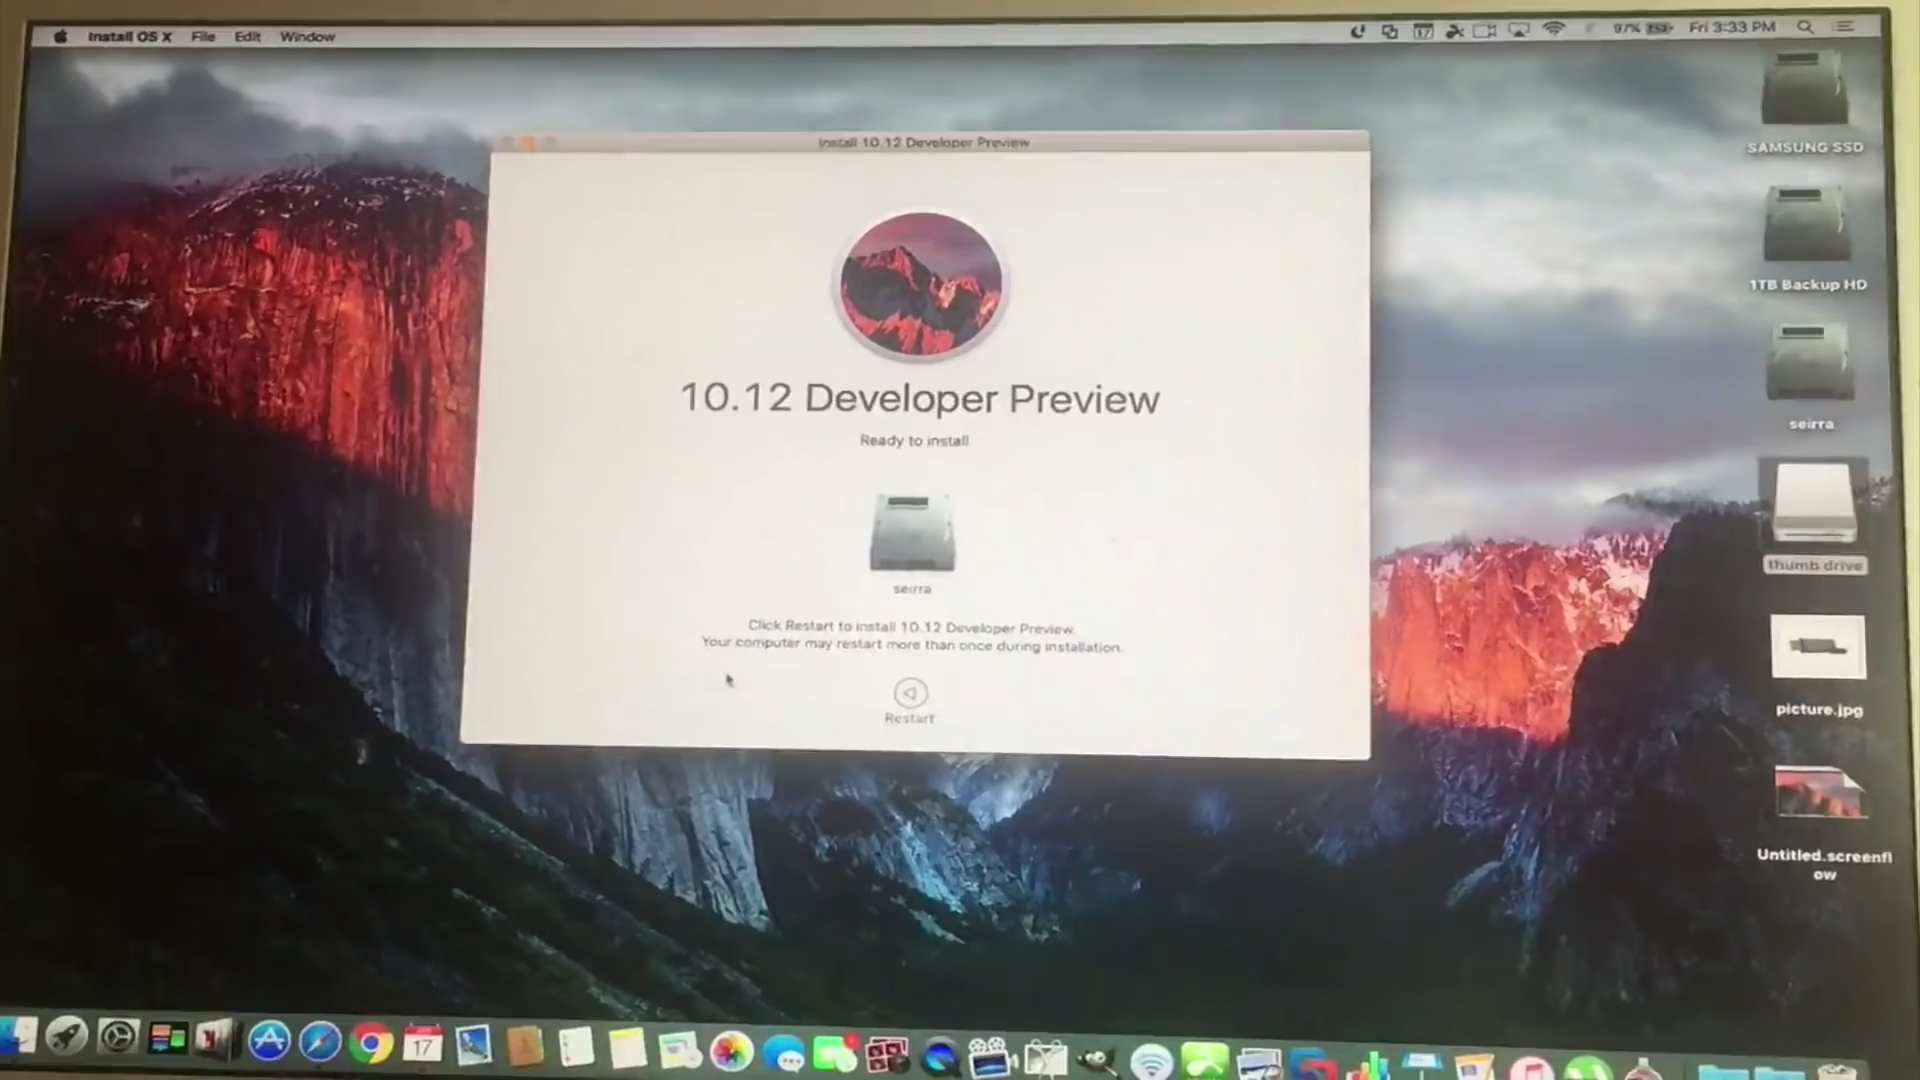 Install OS X File Edit Window
97% Fri 3:33 PM
Install 10.12 Developer Preview
10.12 Developer Preview
Ready to install
seirra
Click Restart to install 10.12 Developer Preview.
Your computer may restart more than once during installation.
Restart
SAMSUNG SSD
1TB Backup HD
seirra
thumb drive
picture.jpg
Untitled.screenfl
ow
17
17